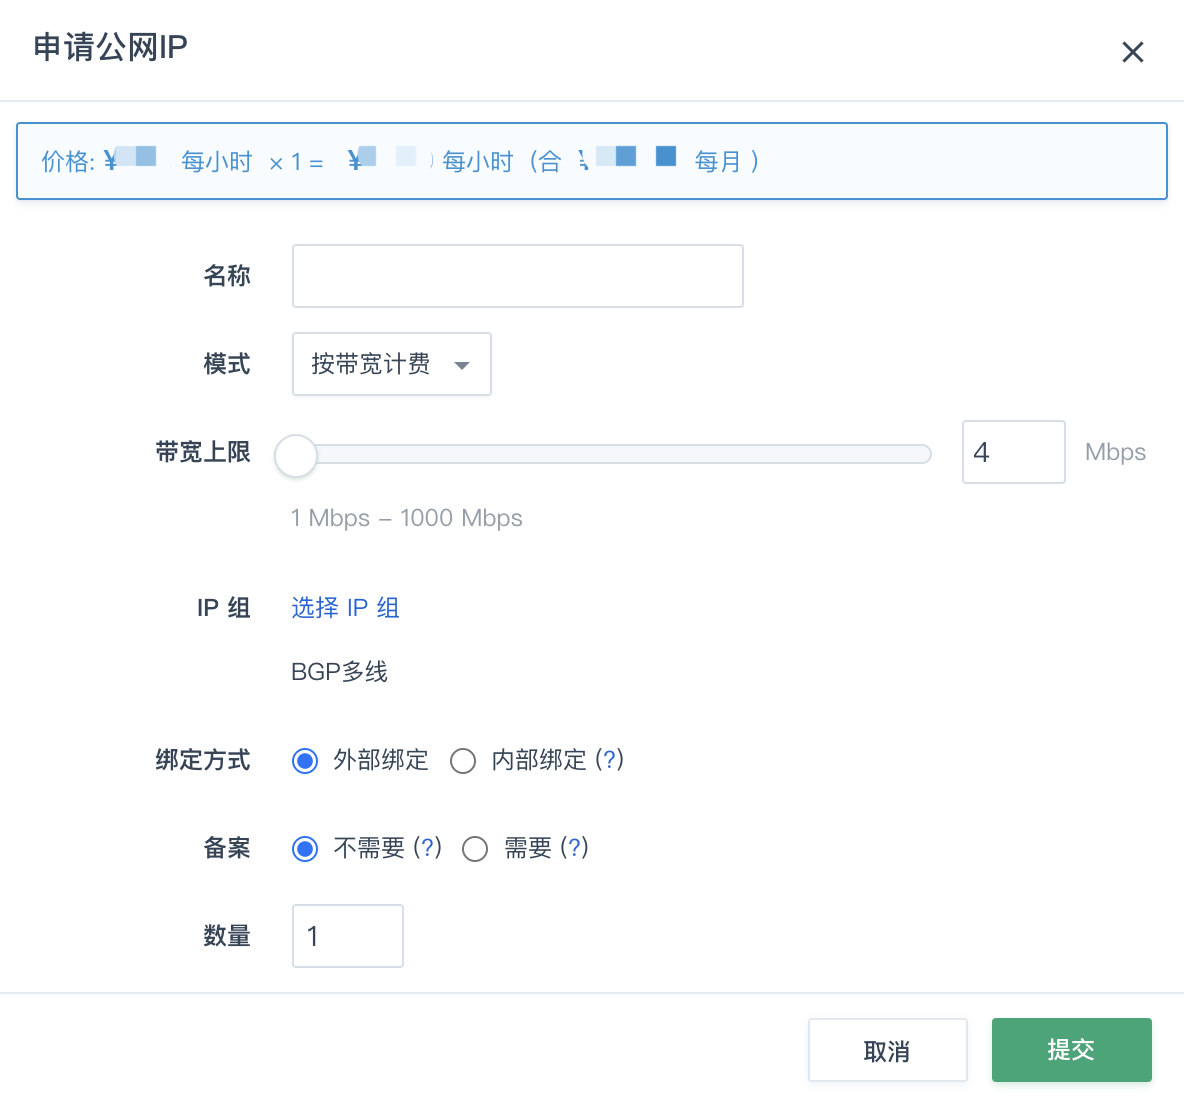 申请公网IP
价格: ¥ 每小时 × 1 = ¥ 每小时（合 每月 ）
名称
模式 按带宽计费
带宽上限 4 Mbps
1 Mbps – 1000 Mbps
IP 组 选择 IP 组
BGP多线
绑定方式 外部绑定 内部绑定 (?)
备案 不需要 (?) 需要 (?)
数量 1
取消 提交